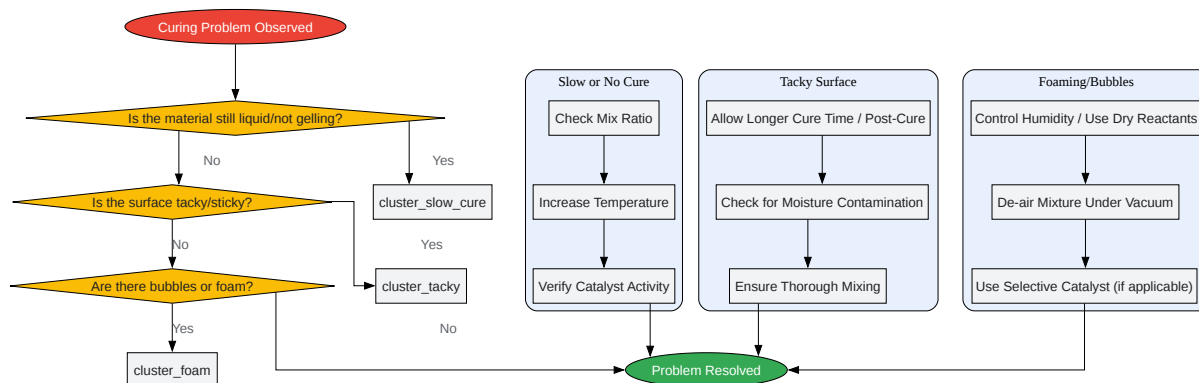 Curing Problem Observed
Is the material still liquid/not gelling?
No
Yes
Is the surface tacky/sticky?
cluster_slow_cure
No
Yes
Are there bubbles or foam?
cluster_tacky
Yes
No
cluster_foam
Slow or No Cure
Check Mix Ratio
Increase Temperature
Verify Catalyst Activity
Tacky Surface
Allow Longer Cure Time / Post-Cure
Check for Moisture Contamination
Ensure Thorough Mixing
Foaming/Bubbles
Control Humidity / Use Dry Reactants
De-air Mixture Under Vacuum
Use Selective Catalyst (if applicable)
Problem Resolved